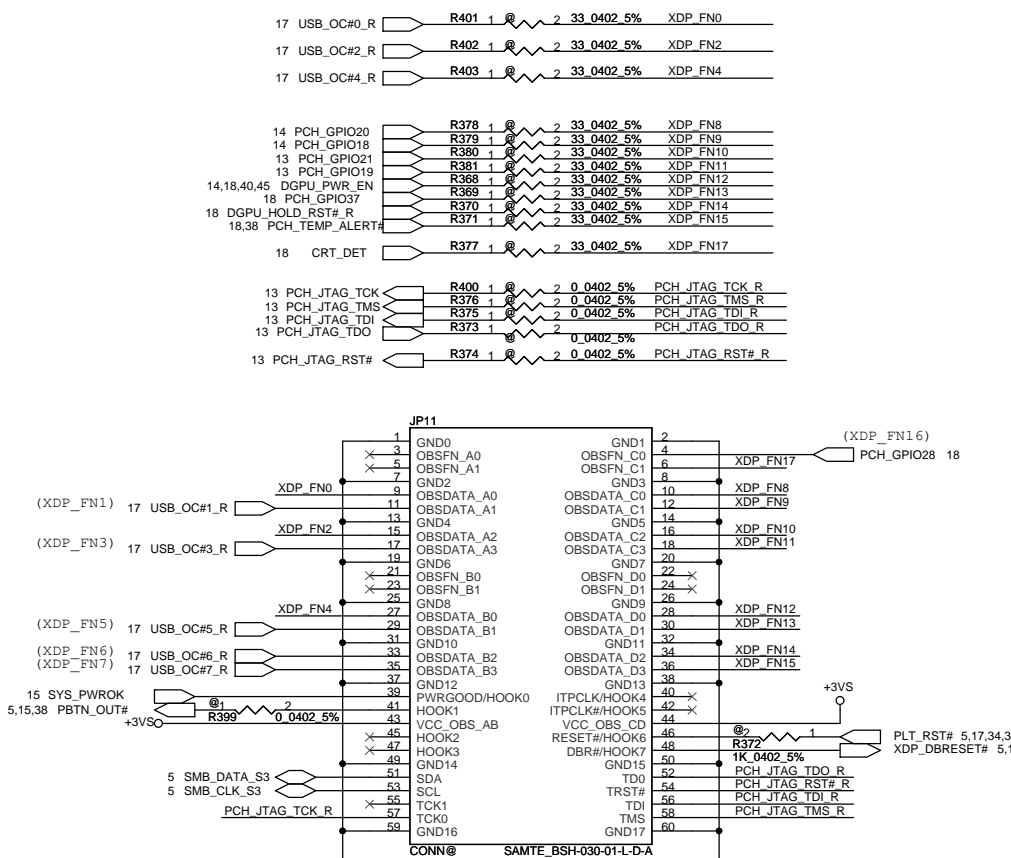 17 USB_OC#0_R R401 1 @ 2 33_0402_5% XDP_FN0
17 USB_OC#2_R R402 1 @ 2 33_0402_5% XDP_FN2
17 USB_OC#4_R R403 1 @ 2 33_0402_5% XDP_FN4
14 PCH_GPIO20 R378 1 @ 2 33_0402_5% XDP_FN8
14 PCH_GPIO18 R379 1 @ 2 33_0402_5% XDP_FN9
13 PCH_GPIO21 R380 1 @ 2 33_0402_5% XDP_FN10
13 PCH_GPIO19 R381 1 @ 2 33_0402_5% XDP_FN11
14,18,40,45 DGPU_PWR_EN R368 1 @ 2 33_0402_5% XDP_FN12
18 PCH_GPIO37 R369 1 @ 2 33_0402_5% XDP_FN13
18 DGPU_HOLD_RST#_R R370 1 @ 2 33_0402_5% XDP_FN14
18,38 PCH_TEMP_ALERT# R371 1 @ 2 33_0402_5% XDP_FN15
18 CRT_DET R377 1 @ 2 33_0402_5% XDP_FN17
13 PCH_JTAG_TCK R400 1 @ 2 0_0402_5% PCH_JTAG_TCK_R
13 PCH_JTAG_TMS R376 1 @ 2 0_0402_5% PCH_JTAG_TMS_R
13 PCH_JTAG_TDI R375 1 @ 2 0_0402_5% PCH_JTAG_TDI_R
13 PCH_JTAG_TDO R373 1 2 PCH_JTAG_TDO_R
@ 0_0402_5%
13 PCH_JTAG_RST# R374 1 @ 2 0_0402_5% PCH_JTAG_RST#_R
JP11
1 GND0 GND1 2 (XDP_FN16)
3 OBSFN_A0 OBSFN_C0 4 PCH_GPIO28 18
5 OBSFN_A1 OBSFN_C1 6 XDP_FN17
7 GND2 GND3 8
XDP_FN0 9 OBSDATA_A0 OBSDATA_C0 10 XDP_FN8
(XDP_FN1) 17 USB_OC#1_R 11 OBSDATA_A1 OBSDATA_C1 12 XDP_FN9
13 GND4 GND5 14
XDP_FN2 15 OBSDATA_A2 OBSDATA_C2 16 XDP_FN10
(XDP_FN3) 17 USB_OC#3_R 17 OBSDATA_A3 OBSDATA_C3 18 XDP_FN11
19 GND6 GND7 20
21 OBSFN_B0 OBSFN_D0 22
23 OBSFN_B1 OBSFN_D1 24
25 GND8 GND9 26
XDP_FN4 27 OBSDATA_B0 OBSDATA_D0 28 XDP_FN12
(XDP_FN5) 17 USB_OC#5_R 29 OBSDATA_B1 OBSDATA_D1 30 XDP_FN13
31 GND10 GND11 32
(XDP_FN6) 17 USB_OC#6_R 33 OBSDATA_B2 OBSDATA_D2 34 XDP_FN14
(XDP_FN7) 17 USB_OC#7_R 35 OBSDATA_B3 OBSDATA_D3 36 XDP_FN15
37 GND12 GND13 38
15 SYS_PWROK 39 PWRGOOD/HOOK0 ITPCLK/HOOK4 40 +3VS
5,15,38 PBTN_OUT# @ 1 2 41 HOOK1 ITPCLK#/HOOK5 42
+3VS R399 0_0402_5% 43 VCC_OBS_AB VCC_OBS_CD 44
45 HOOK2 RESET#/HOOK6 46 @ 2 1 PLT_RST# 5,17,34,3
47 HOOK3 DBR#/HOOK7 48 R372 XDP_DBRESET# 5,1
49 GND14 GND15 50 1K_0402_5%
5 SMB_DATA_S3 51 SDA TD0 52 PCH_JTAG_TDO_R
5 SMB_CLK_S3 53 SCL TRST# 54 PCH_JTAG_RST#_R
55 TCK1 TDI 56 PCH_JTAG_TDI_R
PCH_JTAG_TCK_R 57 TCK0 TMS 58 PCH_JTAG_TMS_R
59 GND16 GND17 60
CONN@ SAMTE_BSH-030-01-L-D-A